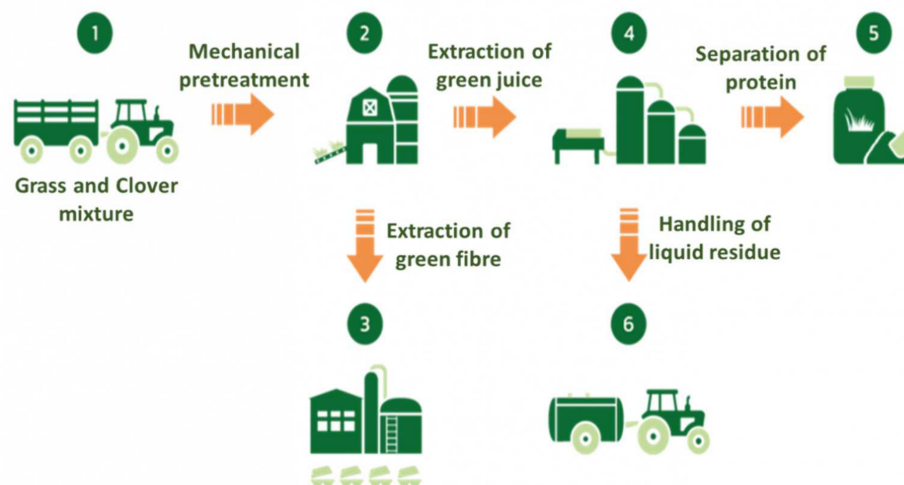 1
2
4
5
Mechanical
pretreatment
Extraction of
green juice
Separation of
protein
Grass and Clover
mixture
Extraction of
green fibre
Handling of
liquid residue
3
6